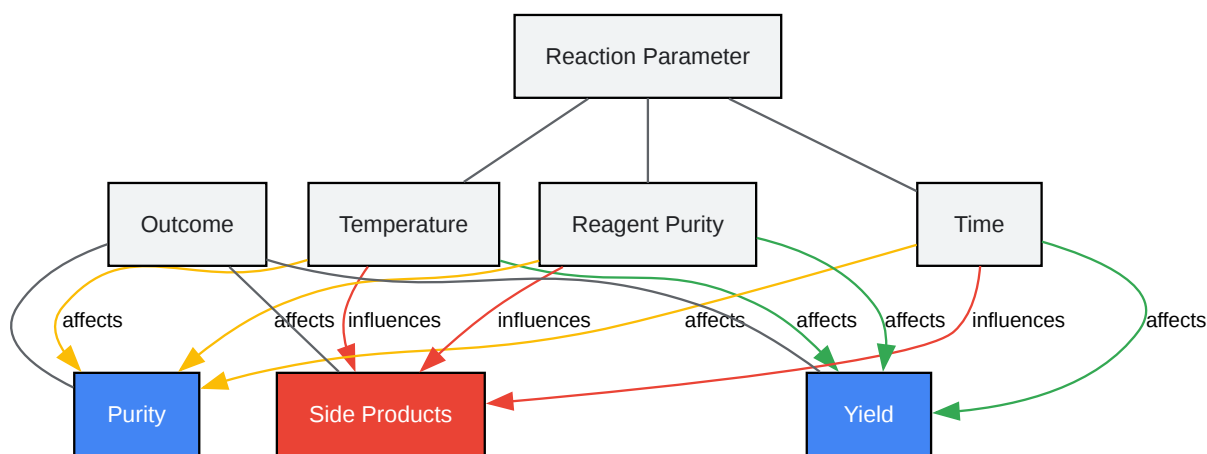 Reaction Parameter
Outcome
Temperature
Reagent Purity
Time
affects
affects
influences
influences
affects
affects
affects
influences
affects
Purity
Side Products
Yield